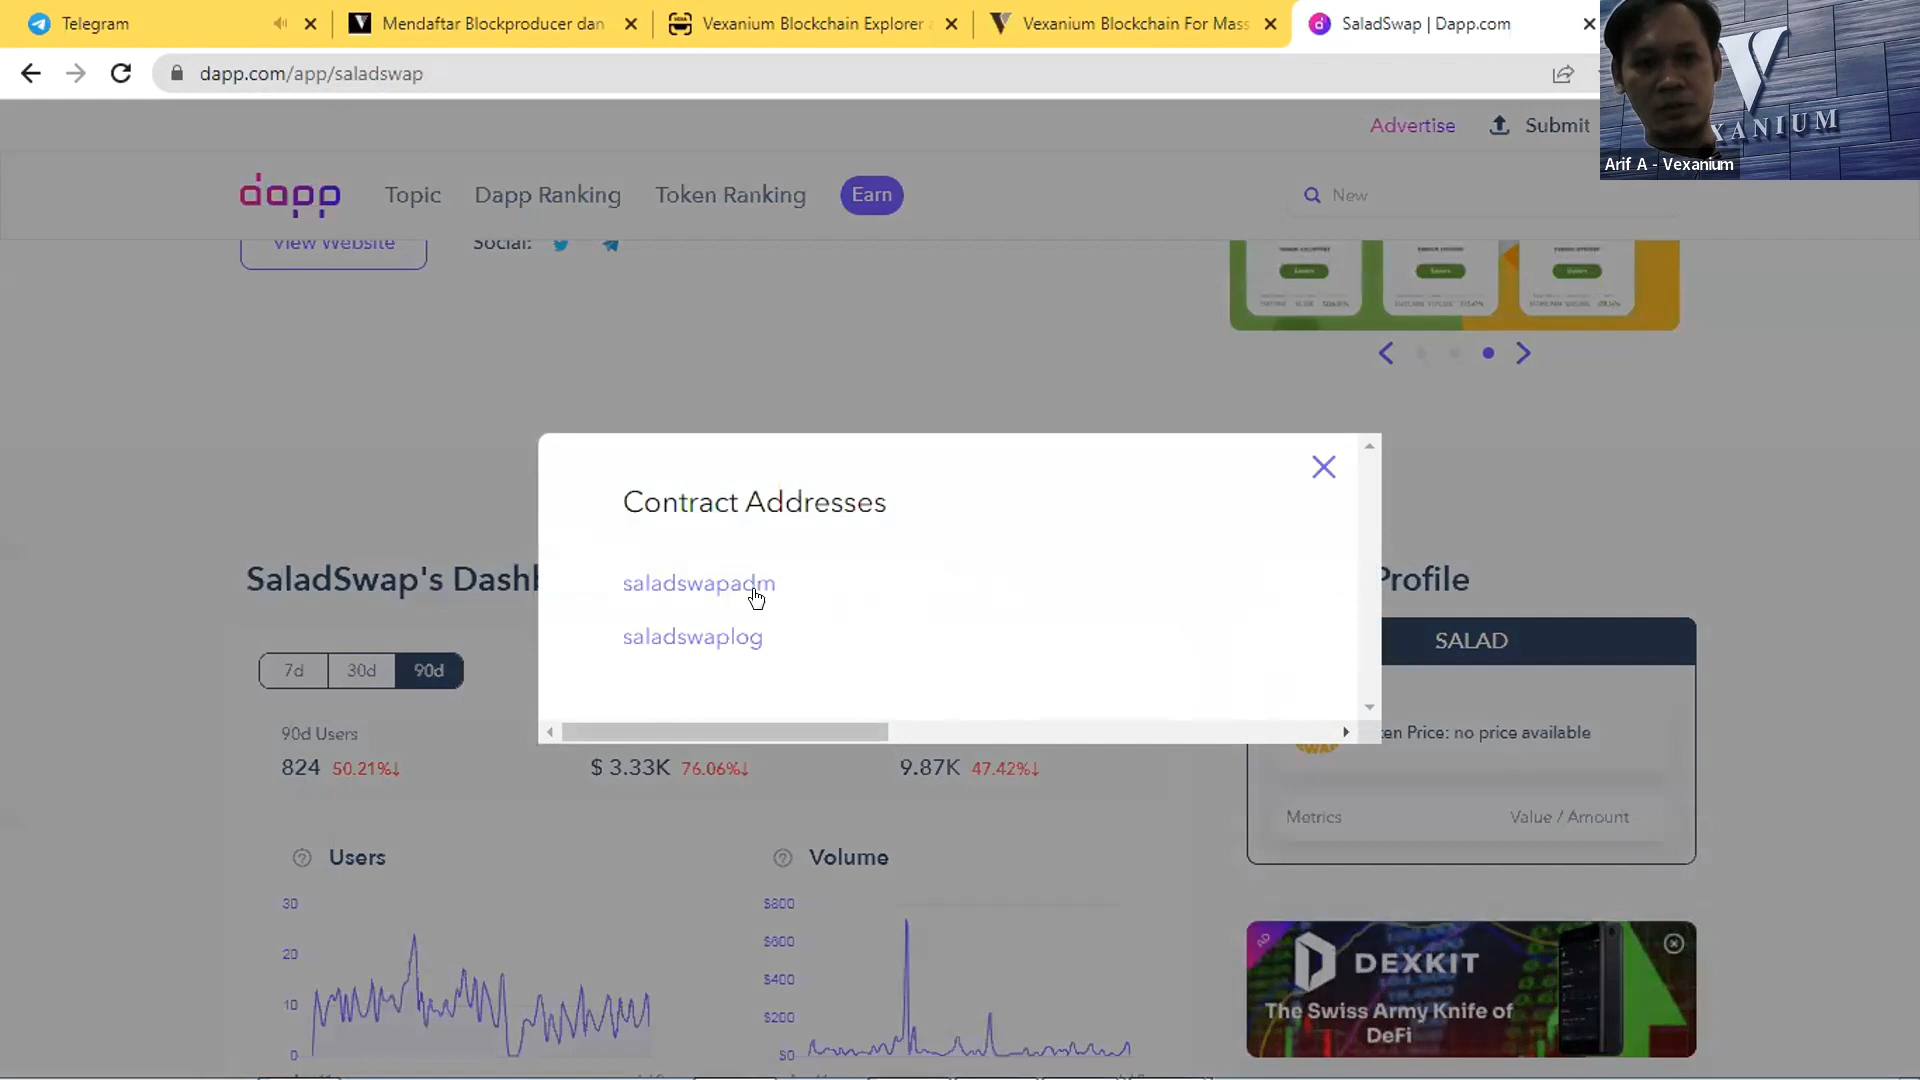 Telegram
Mendaftar Blockproducer dan
Vexanium Blockchain Explorer
Vexanium Blockchain For Mass
SaladSwap | Dapp.com
dapp.com/app/saladswap
XANIUM
Arif A - Vexanium
Advertise
Submit
dapp
Topic
Dapp Ranking
Token Ranking
Earn
New
View Website
Social:
Contract Addresses
saladswapadm
saladswaplog
SaladSwap's Dash
Profile
7d
30d
90d
SALAD
90d Users
824 50.21%↓
$ 3.33K 76.06%↓
9.87K 47.42%↓
ken Price: no price available
Metrics
Value / Amount
Users
Volume
30
20
10
0
$800
$600
$400
$200
$0
AD
DEXKIT
The Swiss Army Knife of
DeFi